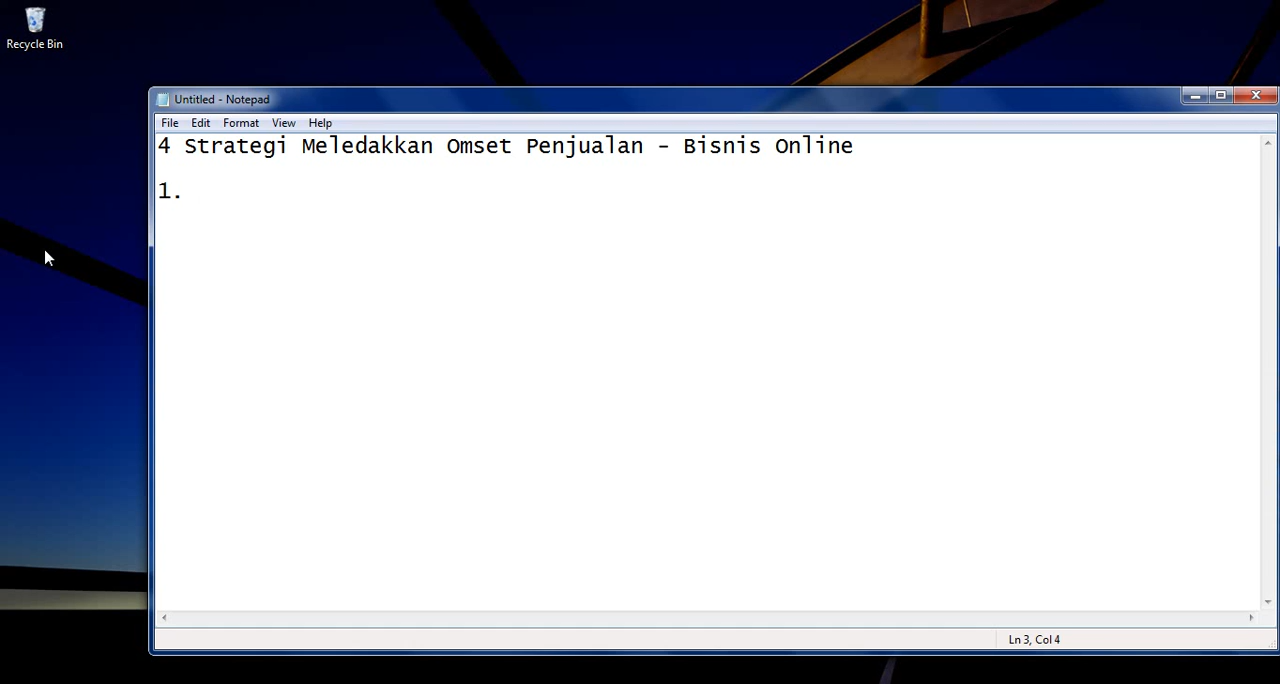 Recycle Bin
Untitled - Notepad
File Edit Format View Help
4 Strategi Meledakkan Omset Penjualan - Bisnis Online
1.
Ln 3, Col 4